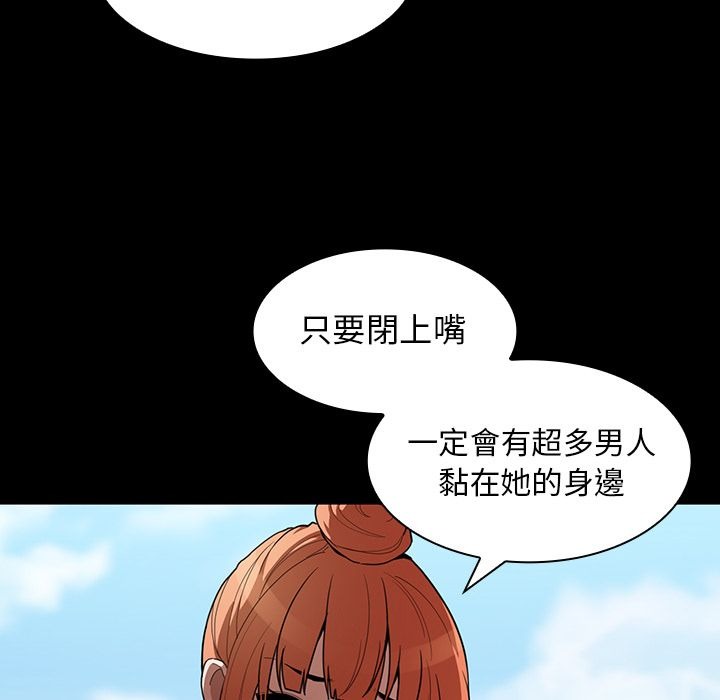 只要閉上嘴
一定會有超多男人
黏在她的身邊